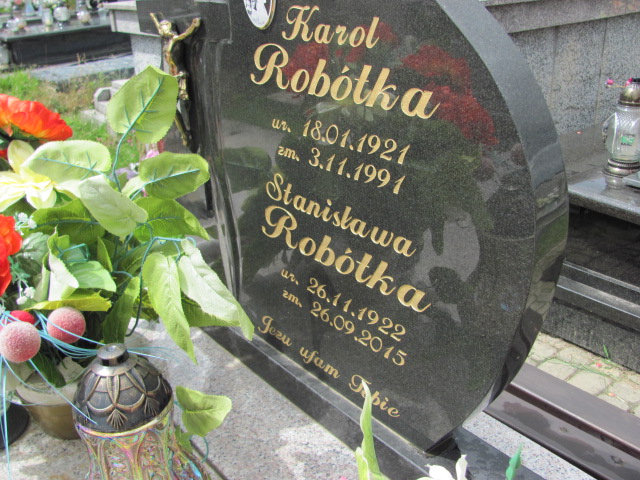 Karol
Robótka
ur. 18.01.1921
zm. 3.11.1991
Stanisława
Robótka
ur. 26.11.1922
zm. 26.09.2015
Jezu ufam Tobie